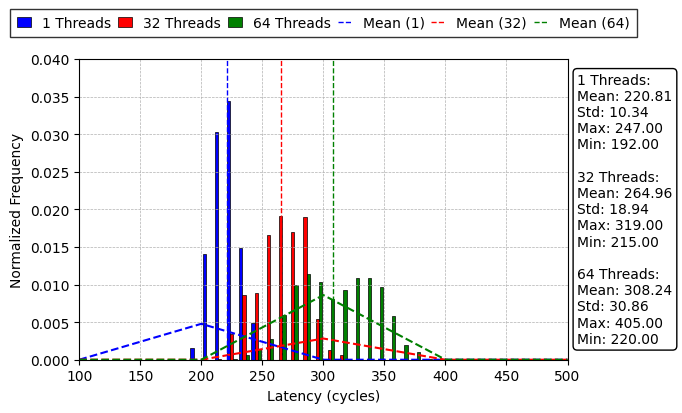 1 Threads 32 Threads 64 Threads Mean (1) Mean (32) Mean (64)
0.040
0.035
0.030
0.025
0.020
0.015
0.010
0.005
0.000
Normalized Frequency
100 150 200 250 300 350 400 450 500
Latency (cycles)
1 Threads:
Mean: 220.81
Std: 10.34
Max: 247.00
Min: 192.00
32 Threads:
Mean: 264.96
Std: 18.94
Max: 319.00
Min: 215.00
64 Threads:
Mean: 308.24
Std: 30.86
Max: 405.00
Min: 220.00